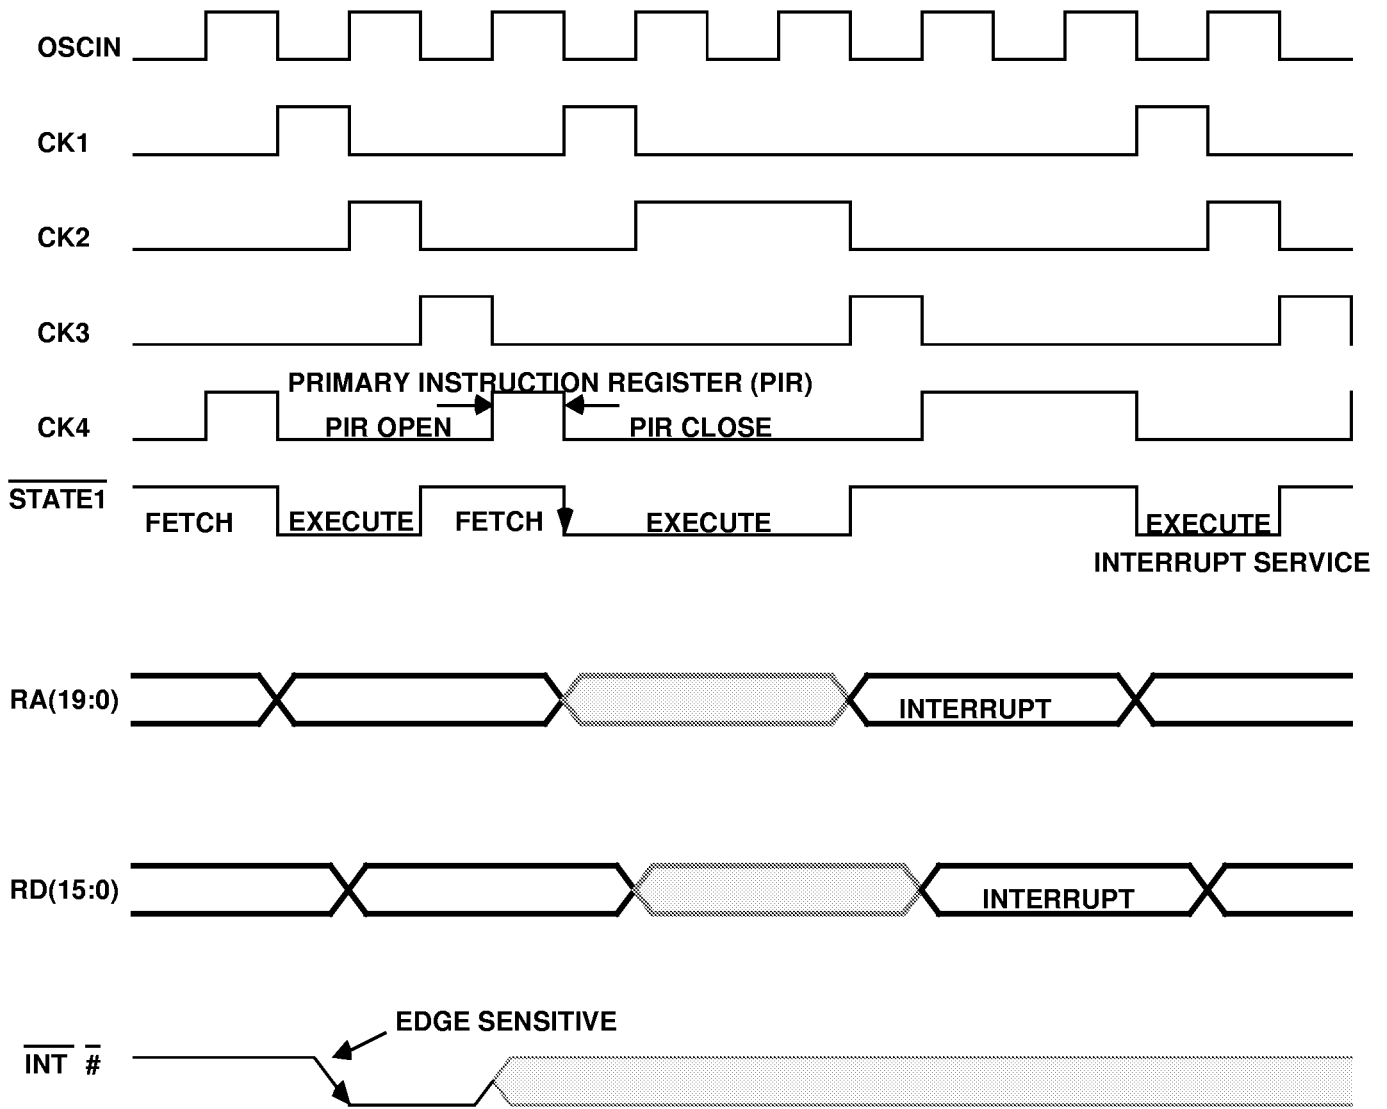 OSCIN
CK1
CK2
CK3
PRIMARY INSTRUCTION REGISTER (PIR)
CK4
PIR OPEN
PIR CLOSE
STATE1
FETCH
EXECUTE
FETCH
EXECUTE
EXECUTE
INTERRUPT SERVICE
RA(19:0)
INTERRUPT
RD(15:0)
INTERRUPT
EDGE SENSITIVE
INT #